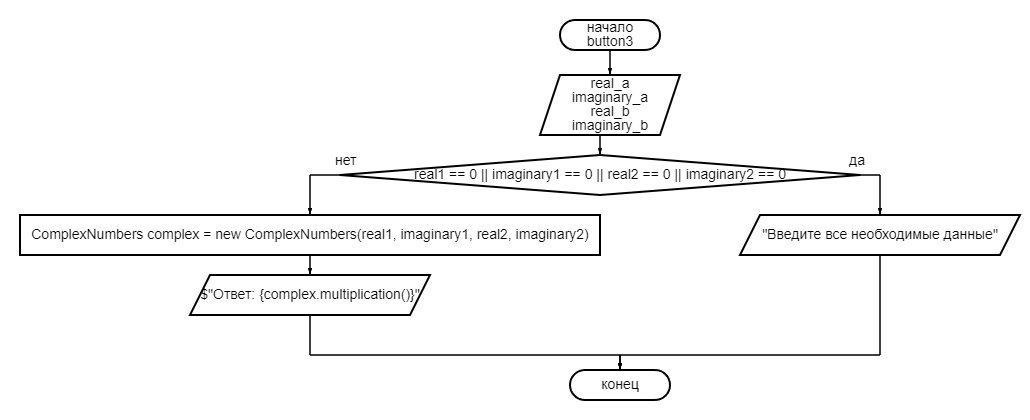 начало
button3
real_a
imaginary_a
real_b
imaginary_b
нет
да
real1 == 0 || imaginary1 == 0 || real2 == 0 || imaginary2 == 0
ComplexNumbers complex = new ComplexNumbers(real1, imaginary1, real2, imaginary2)
"Введите все необходимые данные"
$"Ответ: {complex.multiplication()}"
конец